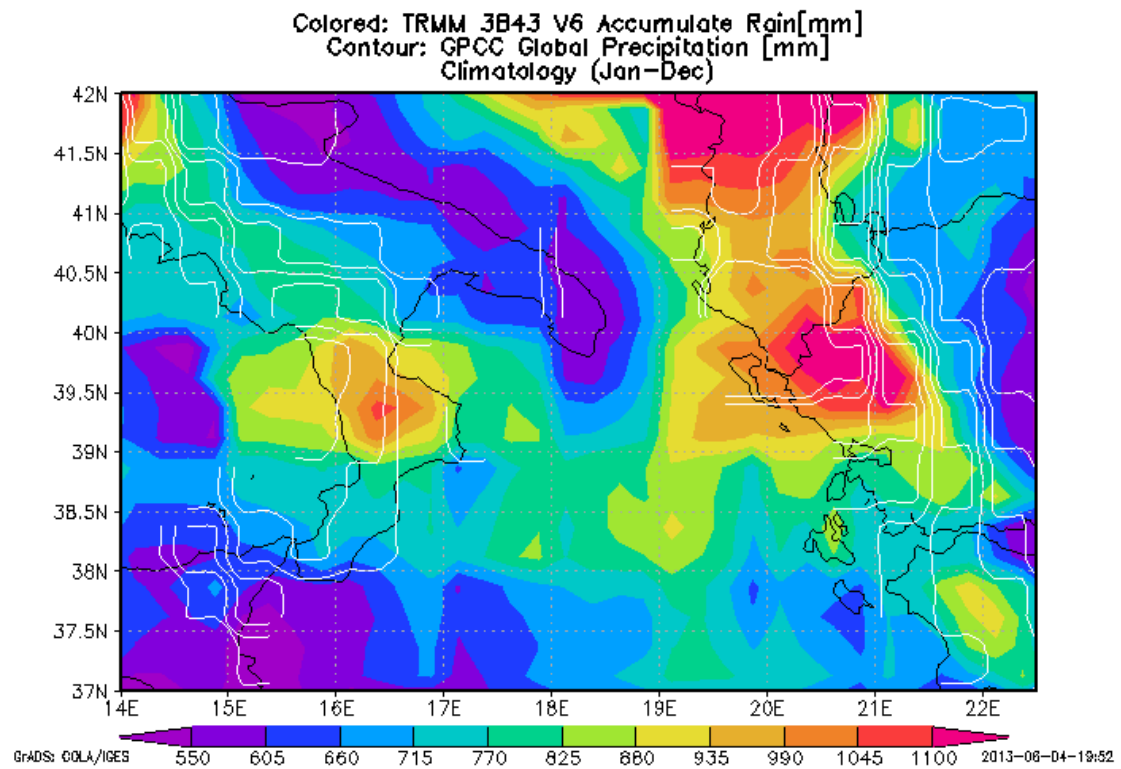 Colored: TRMM 3B43 V6 Accumulate Rain[mm]
Contour: GPCC Global Precipitation [mm]
Climatology (Jan-Dec)
42N
41.5N
41N
40.5N
40N
39.5N
39N
38.5N
38N
37.5N
37N
14E 15E 16E 17E 18E 19E 20E 21E 22E
550 605 660 715 770 825 880 935 990 1045 1100
GrADS: COLA/IGES 2013-06-04-19:52